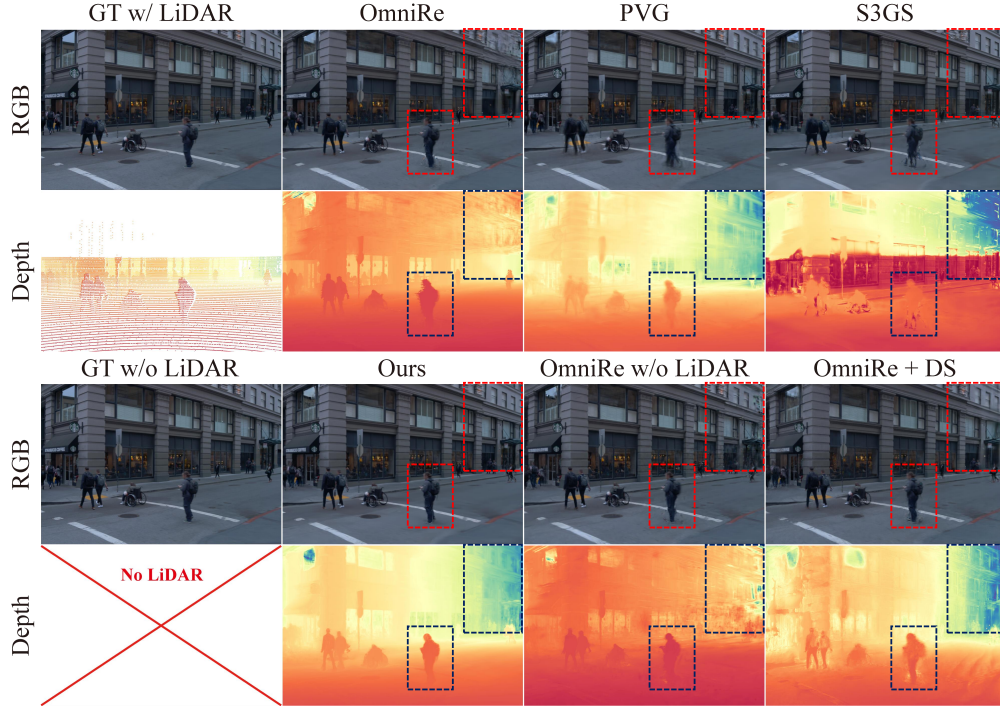 GT w/ LiDAR
OmniRe
PVG
S3GS
RGB
Depth
GT w/o LiDAR
Ours
OmniRe w/o LiDAR
OmniRe + DS
RGB
Depth
No LiDAR